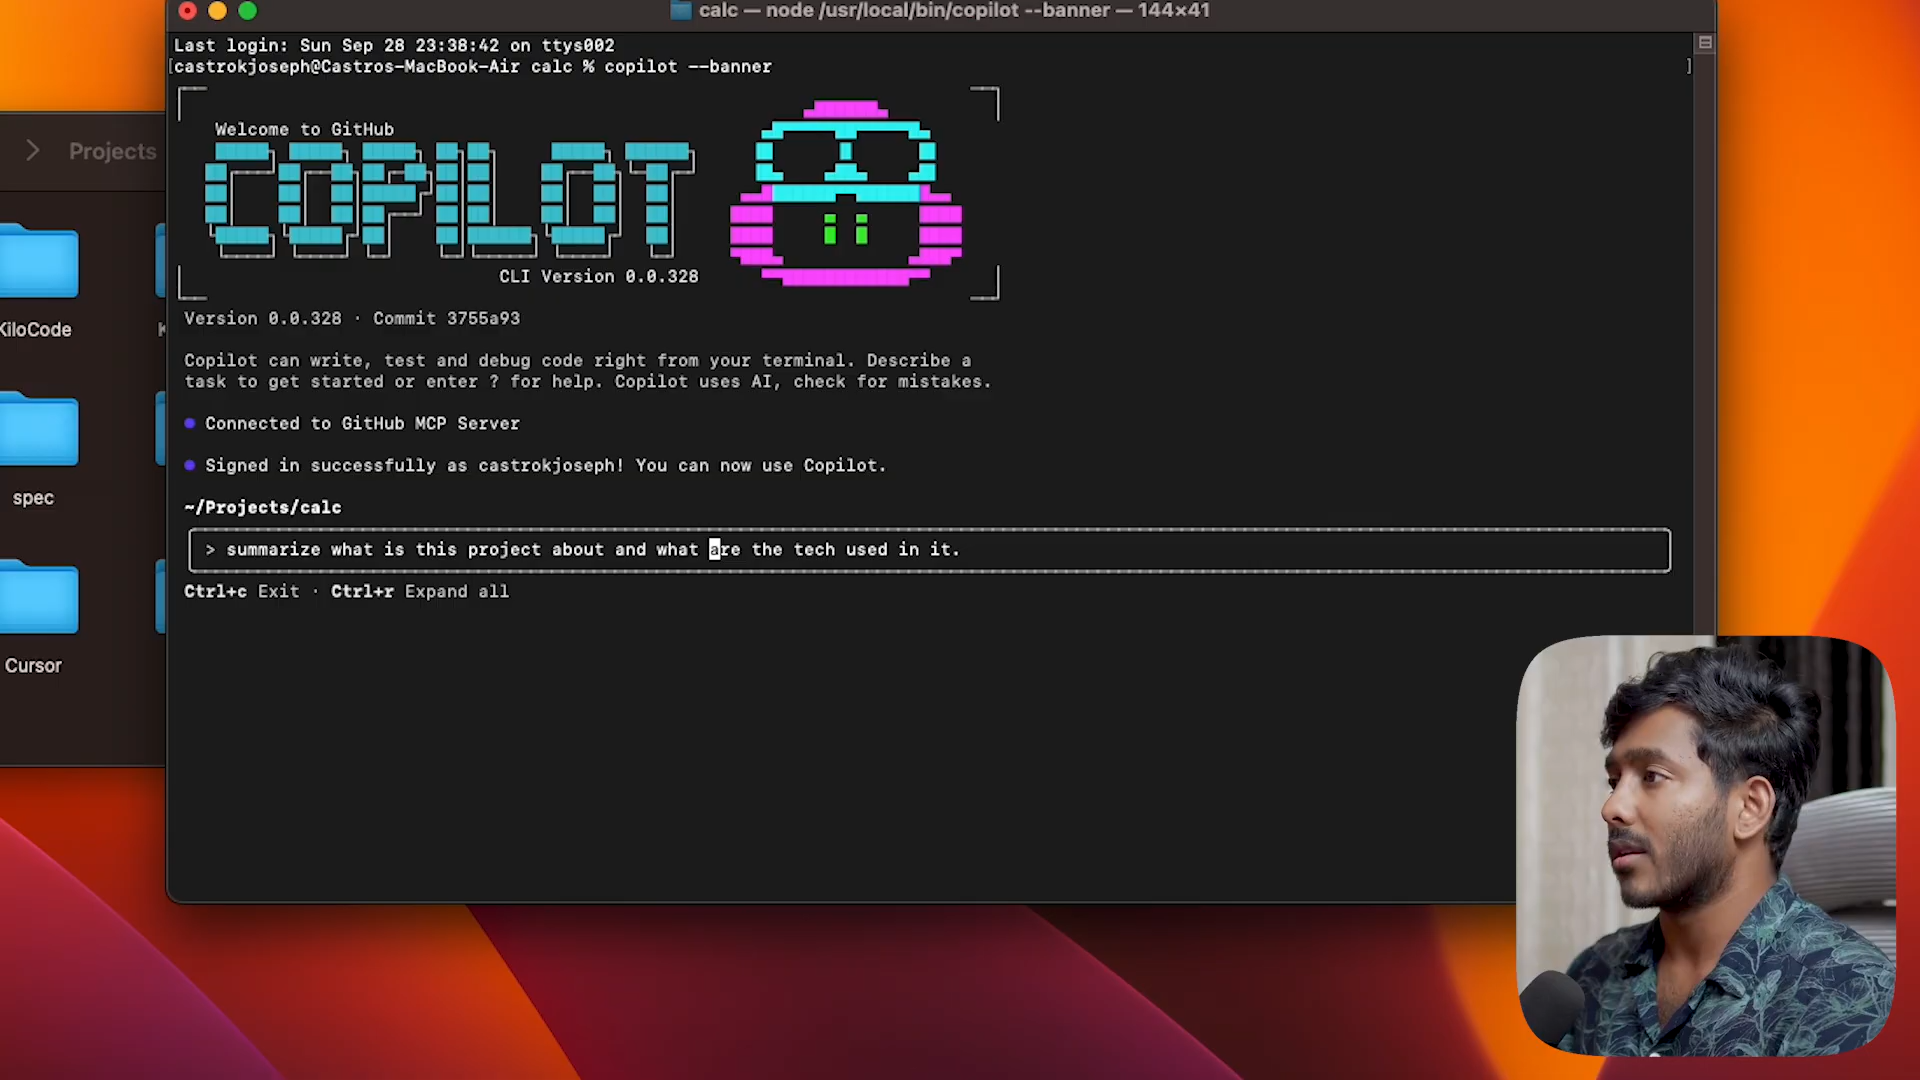 calc — node /usr/local/bin/copilot --banner — 144×41
Last login: Sun Sep 28 23:38:42 on ttys002
[castrokjoseph@Castros-MacBook-Air calc % copilot --banner ]
Welcome to GitHub
COPILOT
CLI Version 0.0.328
Version 0.0.328 · Commit 3755a93
Copilot can write, test and debug code right from your terminal. Describe a
task to get started or enter ? for help. Copilot uses AI, check for mistakes.
● Connected to GitHub MCP Server
● Signed in successfully as castrokjoseph! You can now use Copilot.
~/Projects/calc
> summarize what is this project about and what are the tech used in it.
Ctrl+c Exit · Ctrl+r Expand all
Projects
KiloCode
spec
Cursor